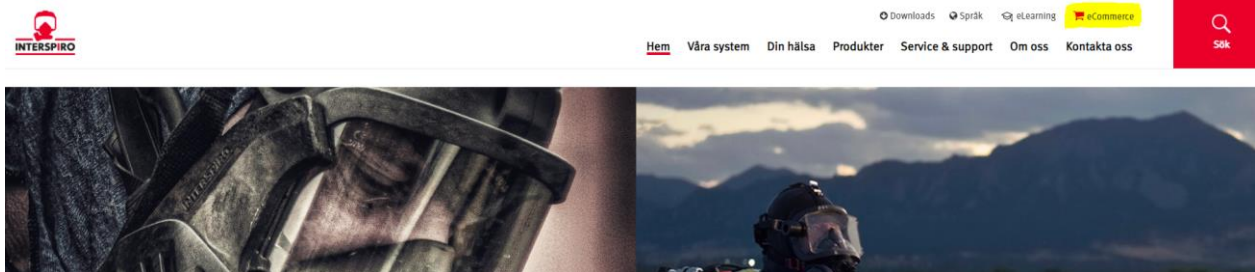 Downloads Språk eLearning eCommerce
INTERSPIRO
Hem Våra system Din hälsa Produkter Service & support Om oss Kontakta oss
Sök
INTERSPIRO